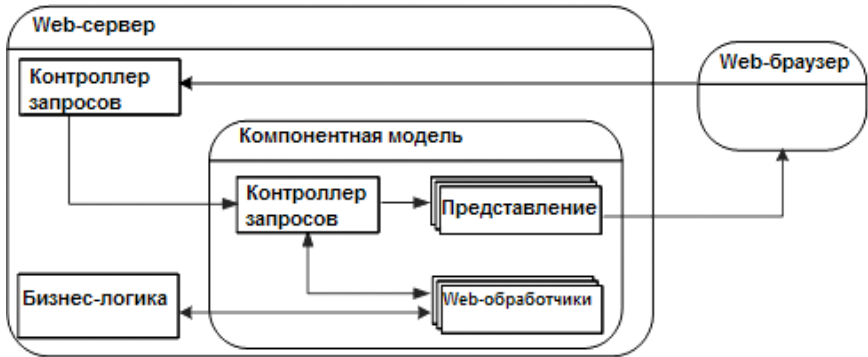 Web-сервер
Контроллер
запросов
Web-браузер
Компонентная модель
Контроллер
запросов
Представление
Бизнес-логика
Web-обработчики